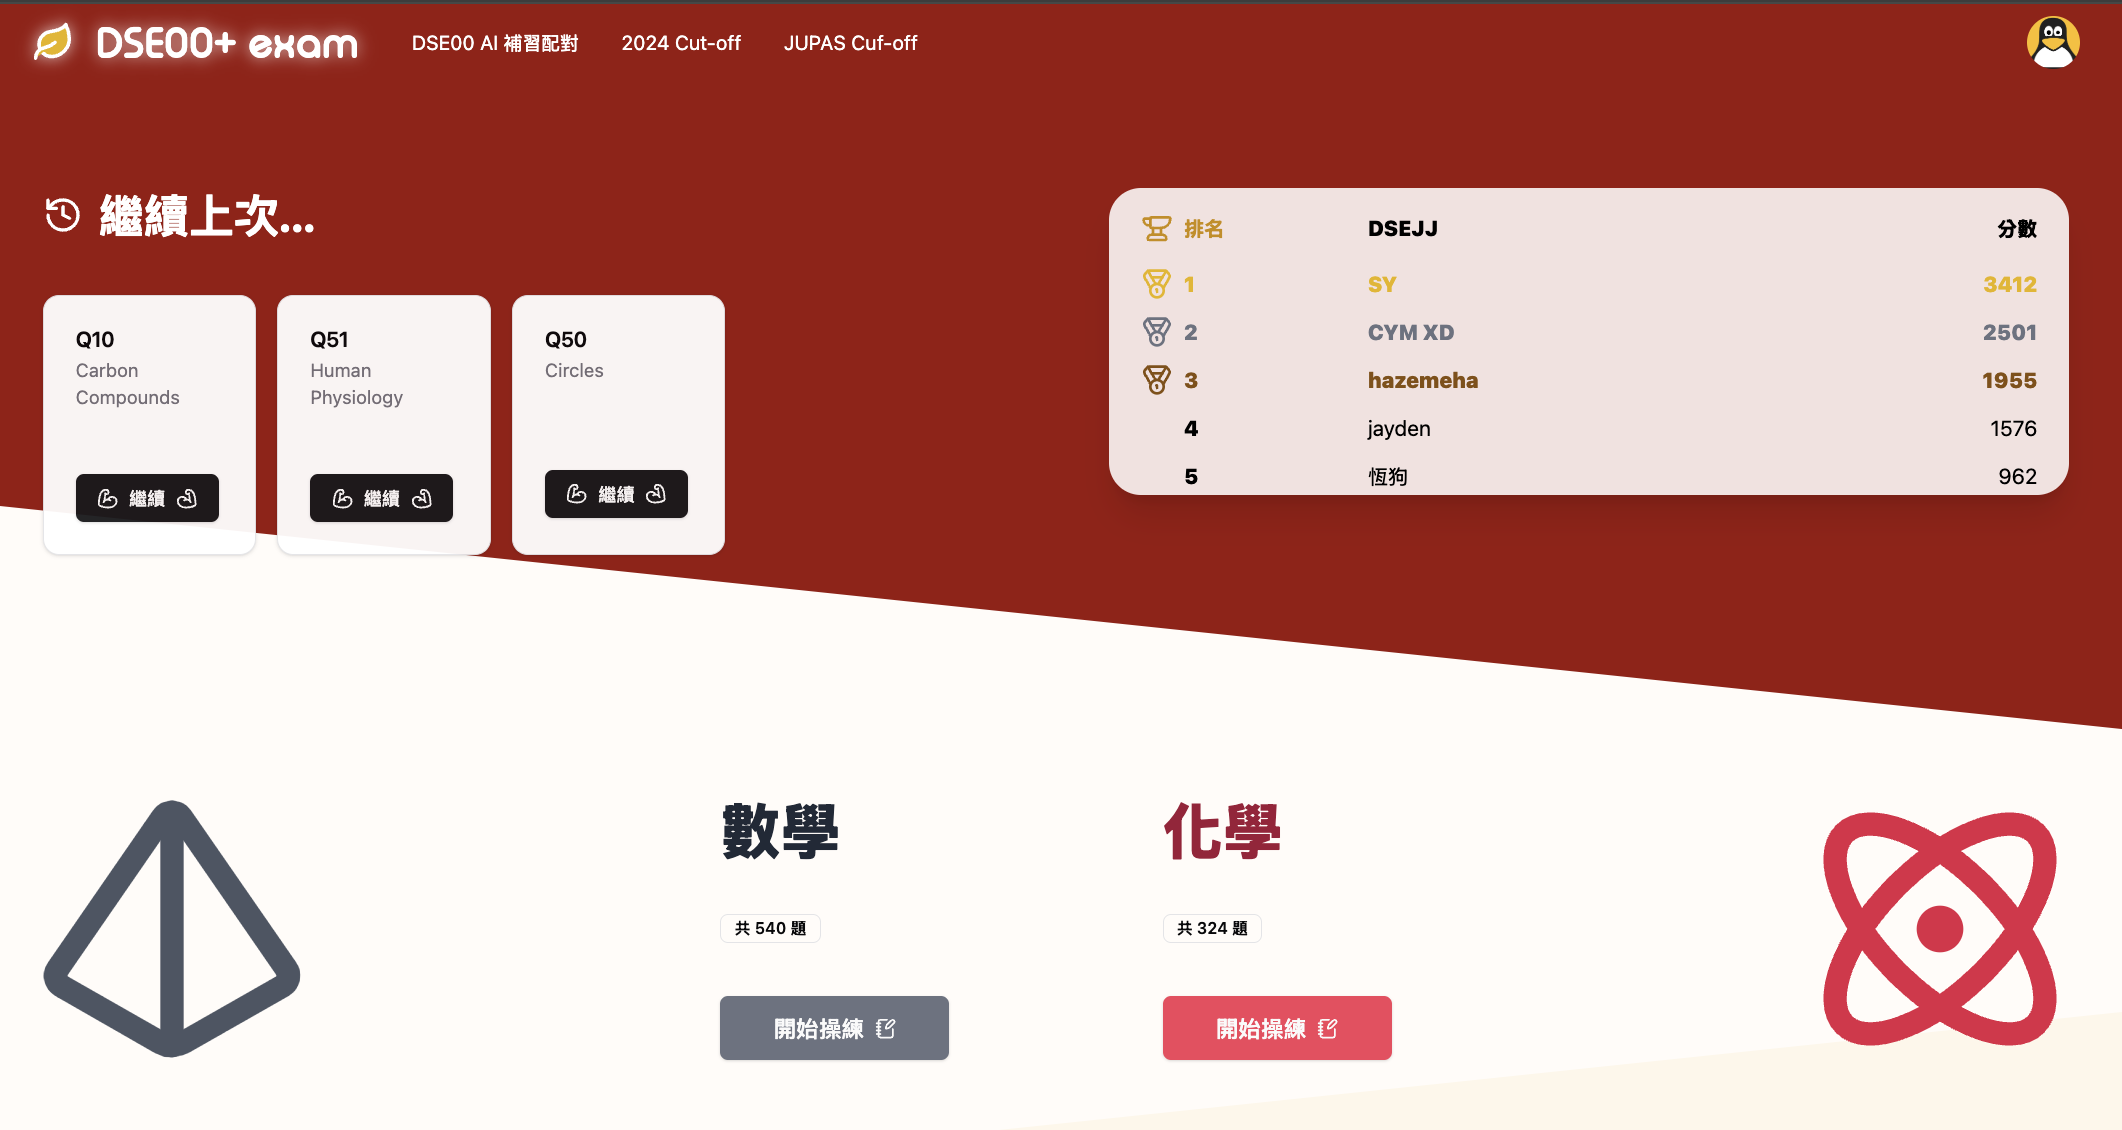 DSE00+ exam
DSE00 AI 補習配對
2024 Cut-off
JUPAS Cuf-off
繼續上次...
Q10
Carbon
Compounds
繼續
Q51
Human
Physiology
繼續
Q50
Circles
繼續
排名 DSEJJ 分數
1 SY 3412
2 CYM XD 2501
3 hazemeha 1955
4 jayden 1576
5 恆狗 962
數學
共 540 題
開始操練
化學
共 324 題
開始操練